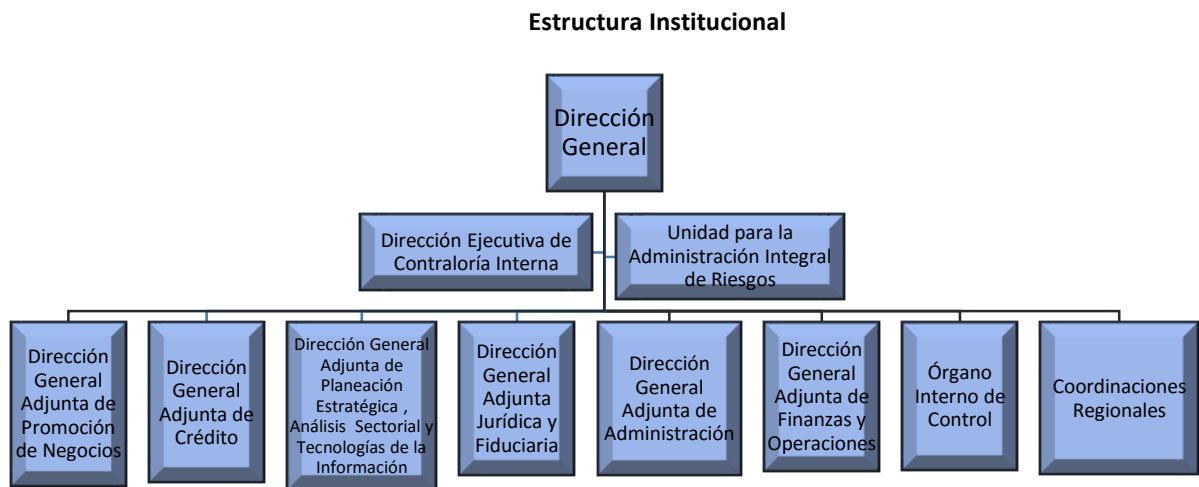 Estructura Institucional
Dirección
General
Dirección Ejecutiva de
Contraloría Interna
Unidad para la
Administración Integral
de Riesgos
Dirección
General
Adjunta de
Promoción
de Negocios
Dirección
General
Adjunta de
Crédito
Dirección General
Adjunta de
Planeación
Estratégica ,
Análisis Sectorial y
Tecnologías de la
Información
Dirección
General
Adjunta
Jurídica y
Fiduciaria
Dirección
General
Adjunta de
Administración
Dirección
General
Adjunta de
Finanzas y
Operaciones
Órgano
Interno de
Control
Coordinaciones
Regionales